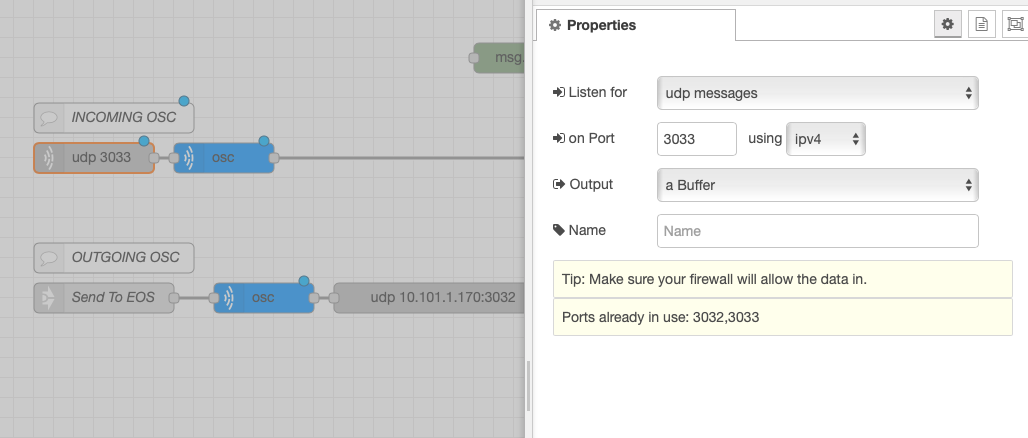 Properties
msg.
Listen for
udp messages
INCOMING OSC
on Port
3033
using
ipv4
udp 3033
osc
Output
a Buffer
Name
Name
OUTGOING OSC
Tip: Make sure your firewall will allow the data in.
Send To EOS
osc
udp 10.101.1.170:3032
Ports already in use: 3032,3033